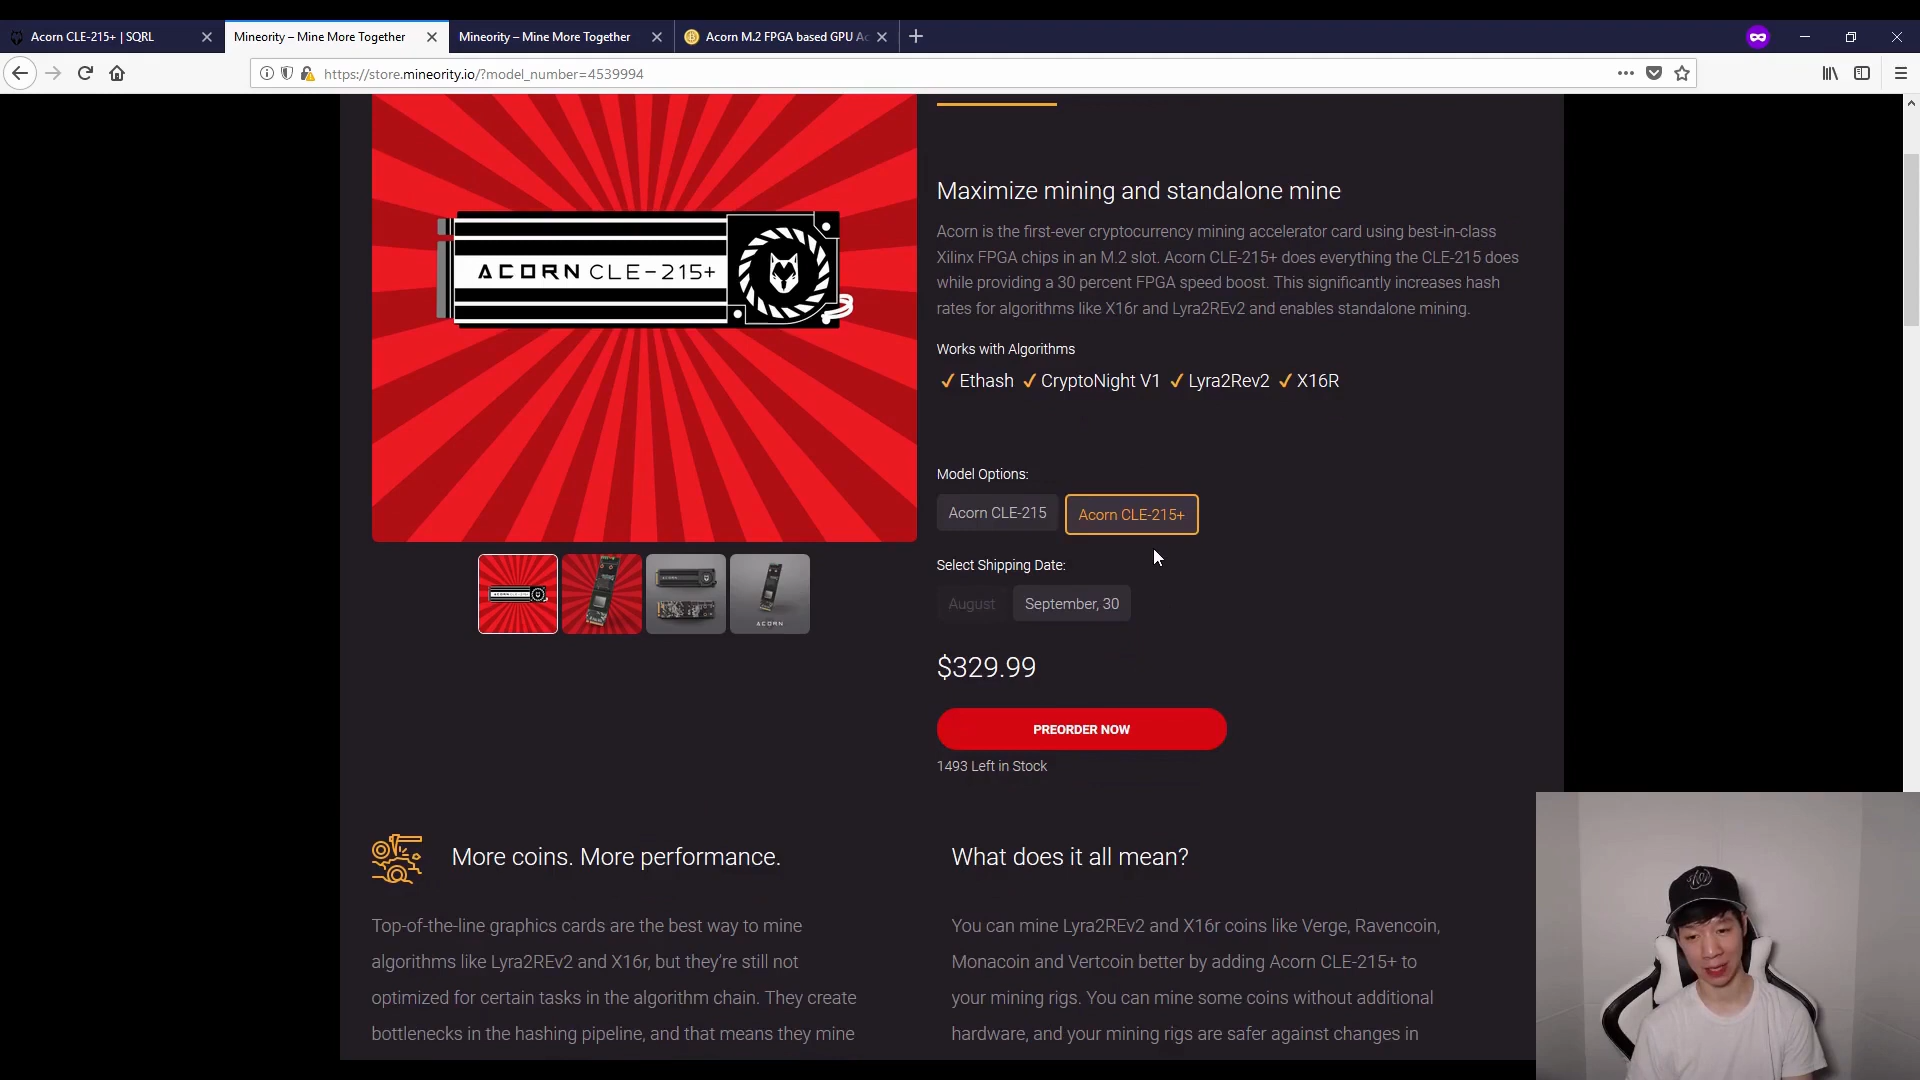 Acorn CLE-215+ | SQRL
Mineority – Mine More Together
Mineority – Mine More Together
Acorn M.2 FPGA based GPU Ac
https://store.mineority.io/?model_number=4539994
ACORN CLE-215+
ACORN
Maximize mining and standalone mine
Acorn is the first-ever cryptocurrency mining accelerator card using best-in-class
Xilinx FPGA chips in an M.2 slot. Acorn CLE-215+ does everything the CLE-215 does
while providing a 30 percent FPGA speed boost. This significantly increases hash
rates for algorithms like X16r and Lyra2REv2 and enables standalone mining.
Works with Algorithms
✓ Ethash ✓ CryptoNight V1 ✓ Lyra2Rev2 ✓ X16R
Model Options:
Acorn CLE-215
Acorn CLE-215+
Select Shipping Date:
August
September, 30
$329.99
PREORDER NOW
1493 Left in Stock
More coins. More performance.
Top-of-the-line graphics cards are the best way to mine
algorithms like Lyra2REv2 and X16r, but they're still not
optimized for certain tasks in the algorithm chain. They create
bottlenecks in the hashing pipeline, and that means they mine
What does it all mean?
You can mine Lyra2REv2 and X16r coins like Verge, Ravencoin,
Monacoin and Vertcoin better by adding Acorn CLE-215+ to
your mining rigs. You can mine some coins without additional
hardware, and your mining rigs are safer against changes in